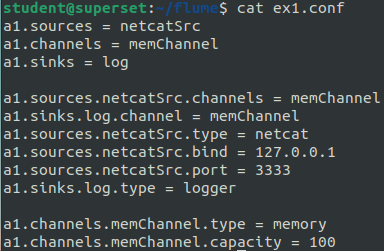 student@superset:~/flume$ cat ex1.conf
a1.sources = netcatSrc
a1.channels = memChannel
a1.sinks = log

a1.sources.netcatSrc.channels = memChannel
a1.sinks.log.channel = memChannel
a1.sources.netcatSrc.type = netcat
a1.sources.netcatSrc.bind = 127.0.0.1
a1.sources.netcatSrc.port = 3333
a1.sinks.log.type = logger

a1.channels.memChannel.type = memory
a1.channels.memChannel.capacity = 100